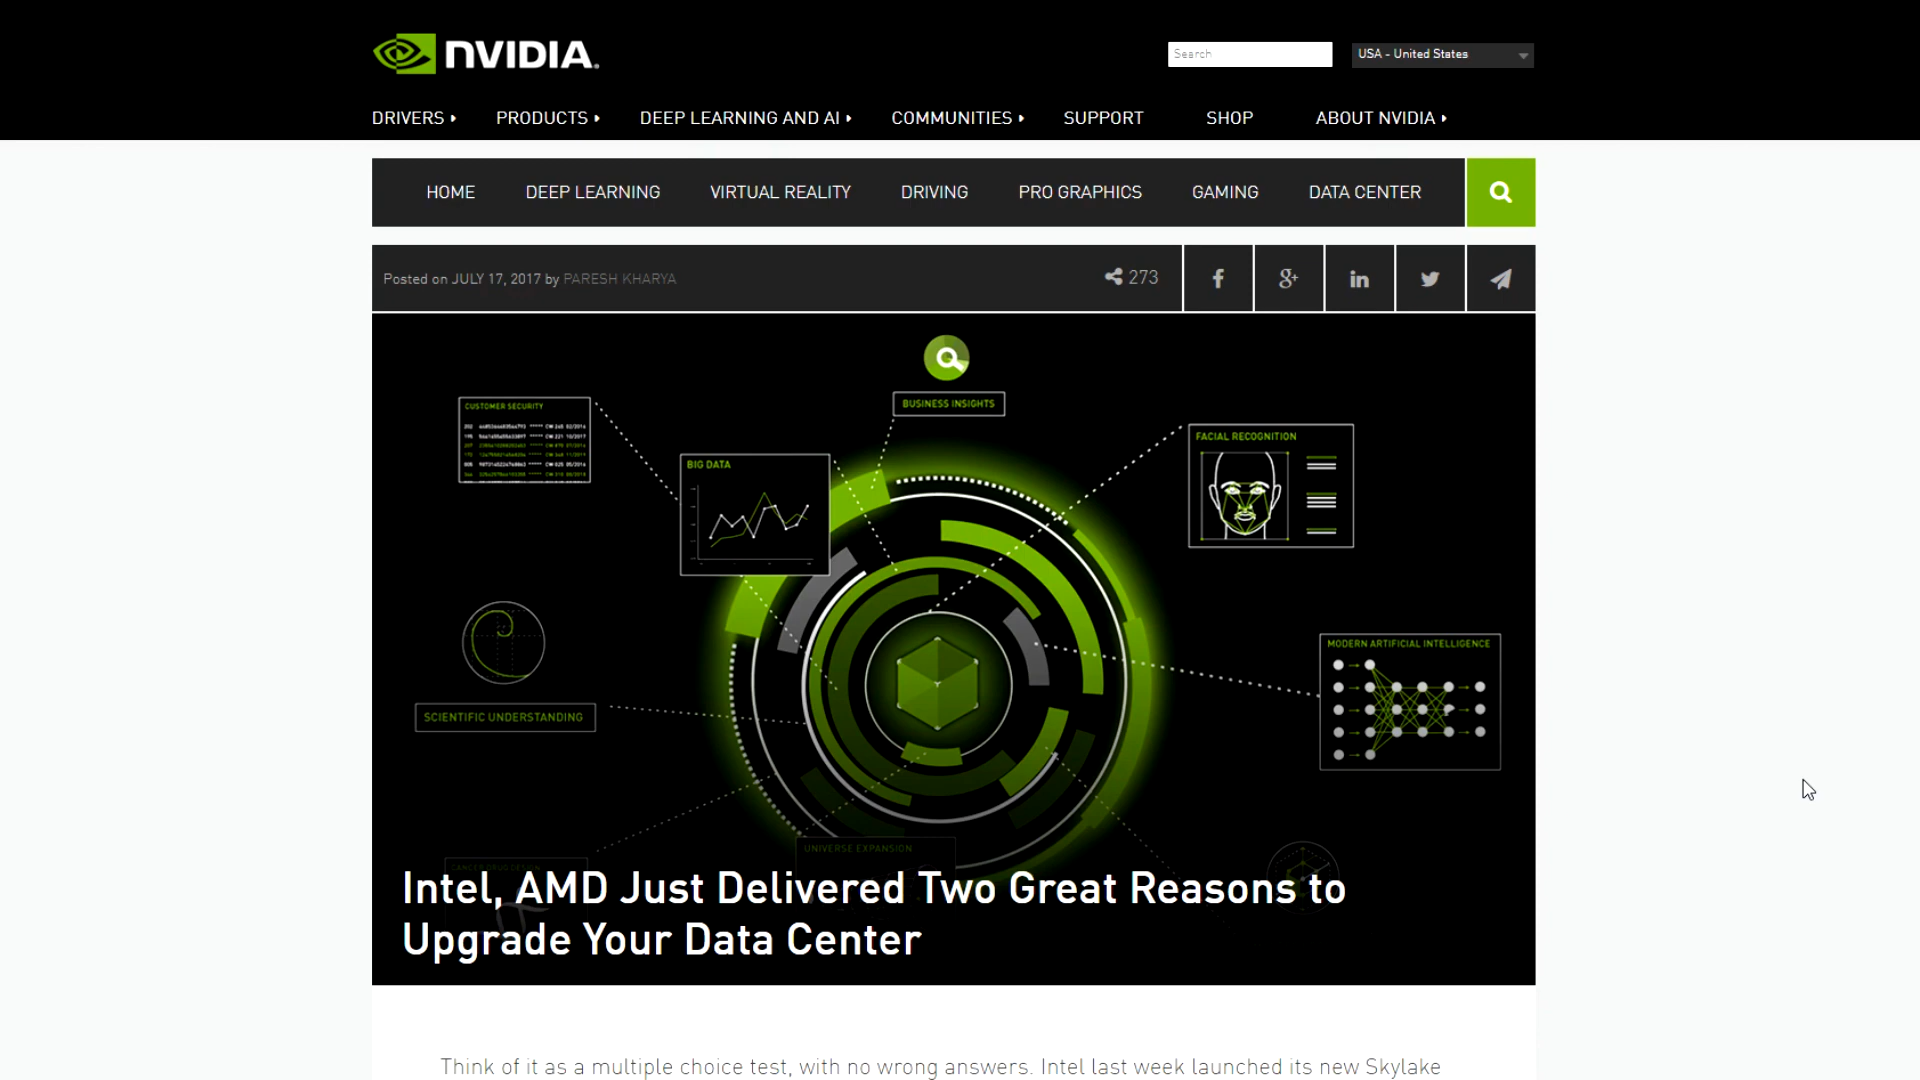 NVIDIA.
Search
USA - United States
DRIVERS PRODUCTS DEEP LEARNING AND AI COMMUNITIES SUPPORT SHOP ABOUT NVIDIA
HOME DEEP LEARNING VIRTUAL REALITY DRIVING PRO GRAPHICS GAMING DATA CENTER
Posted on JULY 17, 2017 by PARESH KHARYA
273
BUSINESS INSIGHTS
CUSTOMER SECURITY
BIG DATA
FACIAL RECOGNITION
MODERN ARTIFICIAL INTELLIGENCE
SCIENTIFIC UNDERSTANDING
UNIVERSE EXPANSION
CANCER DRUG DESIGN
Intel, AMD Just Delivered Two Great Reasons to
Upgrade Your Data Center
Think of it as a multiple choice test, with no wrong answers. Intel last week launched its new Skylake